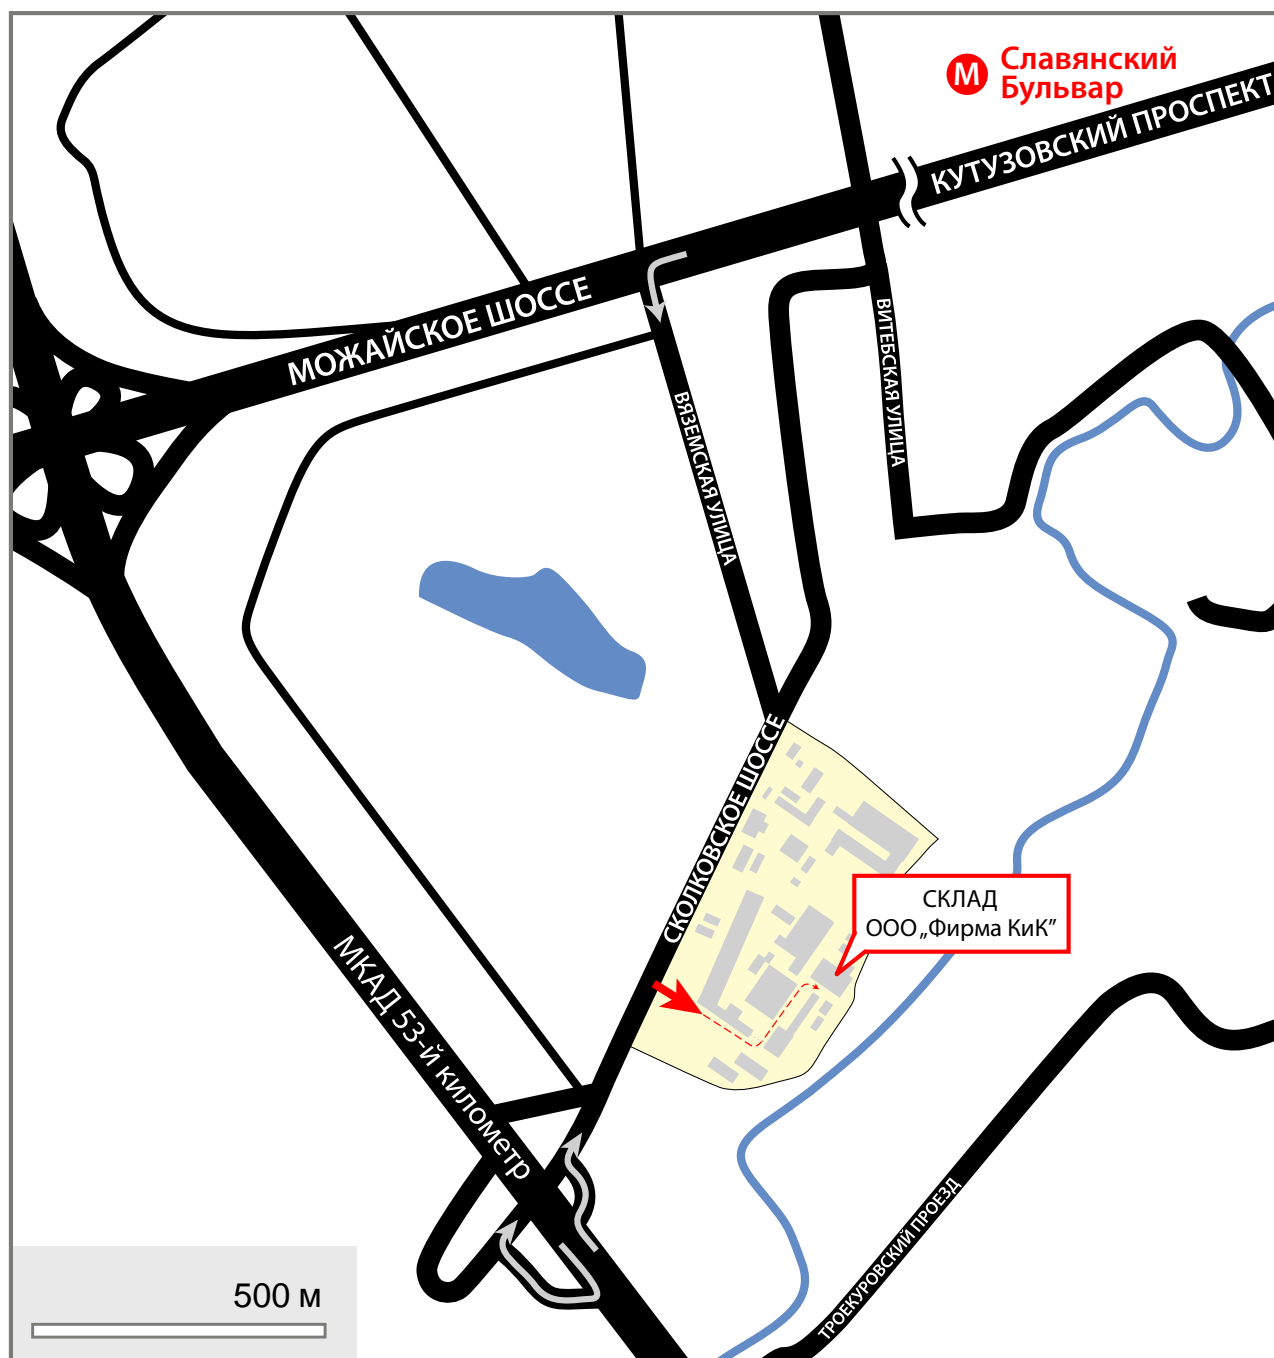 М
Славянский
Бульвар
КУТУЗОВСКИЙ ПРОСПЕКТ
МОЖАЙСКОЕ ШОССЕ
ВИТЕБСКАЯ УЛИЦА
ВЯЗЕМСКАЯ УЛИЦА
СКОЛКОВСКОЕ ШОССЕ
СКЛАД
ООО „Фирма КиК”
МКАД 53-й километр
ТРОЕКУРОВСКИЙ ПРОЕЗД
500 м